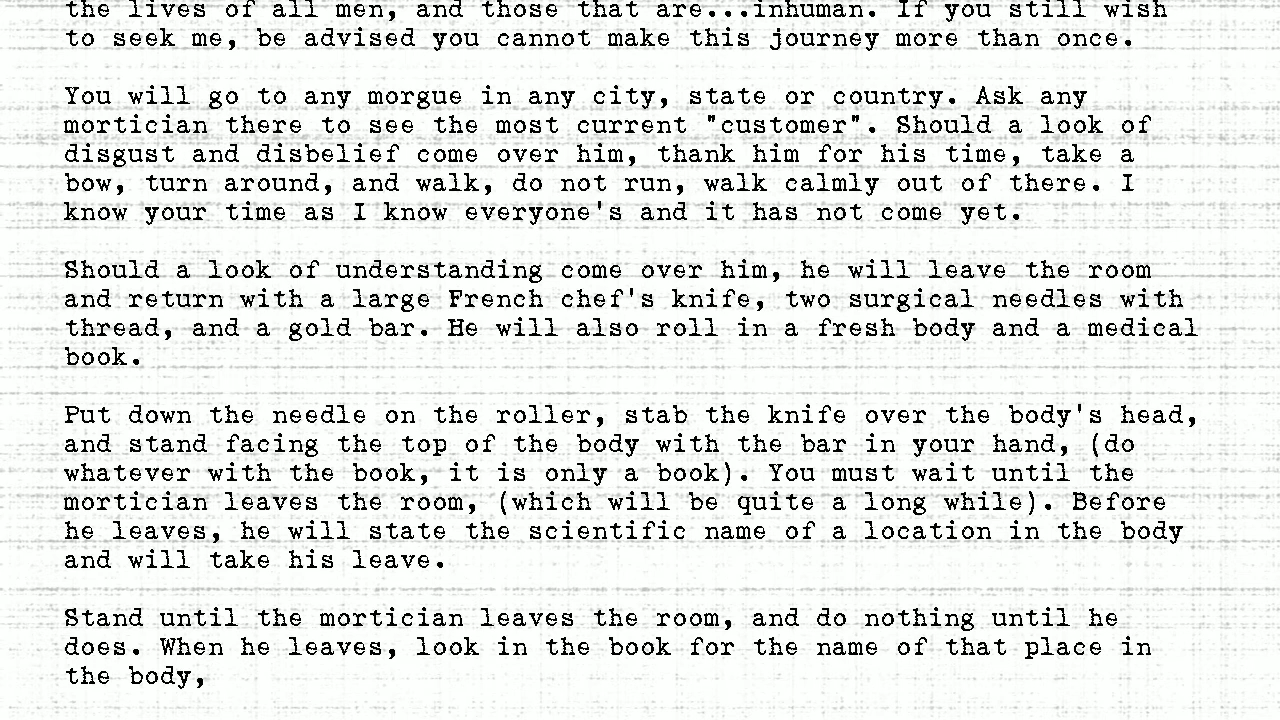 the lives of all men, and those that are...inhuman. If you still wish
to seek me, be advised you cannot make this journey more than once.
You will go to any morgue in any city, state or country. Ask any
mortician there to see the most current "customer". Should a look of
disgust and disbelief come over him, thank him for his time, take a
bow, turn around, and walk, do not run, walk calmly out of there. I
know your time as I know everyone's and it has not come yet.
Should a look of understanding come over him, he will leave the room
and return with a large French chef's knife, two surgical needles with
thread, and a gold bar. He will also roll in a fresh body and a medical
book.
Put down the needle on the roller, stab the knife over the body's head,
and stand facing the top of the body with the bar in your hand, (do
whatever with the book, it is only a book). You must wait until the
mortician leaves the room, (which will be quite a long while). Before
he leaves, he will state the scientific name of a location in the body
and will take his leave.
Stand until the mortician leaves the room, and do nothing until he
does. When he leaves, look in the book for the name of that place in
the body,